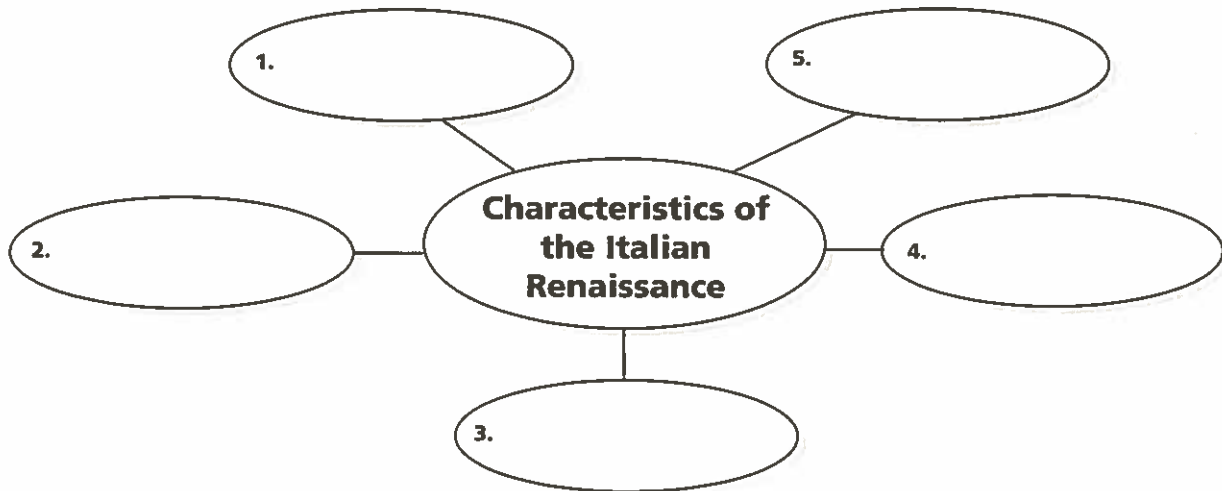 1.
5.
Characteristics of
the Italian
Renaissance
2.
4.
3.